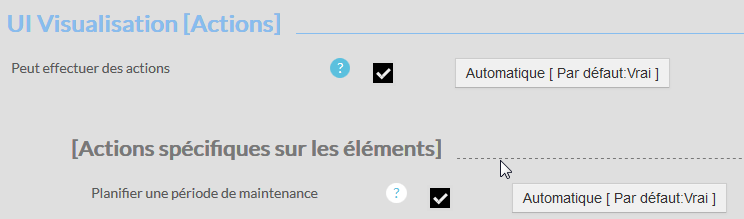 UI Visualisation [Actions]
Peut effectuer des actions ? Automatique [ Par défaut:Vrai ]
[Actions spécifiques sur les éléments]
Planifier une période de maintenance ? Automatique [ Par défaut:Vrai ]